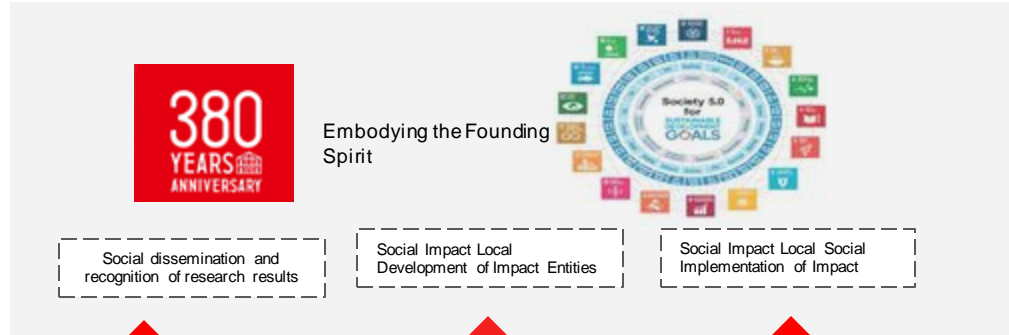 380
YEARS
ANNIVERSARY
Embodying the Founding
Spirit
Society 5.0
for
SUSTAINABLE
DEVELOPMENT
GOALS
Social dissemination and
recognition of research results
Social Impact Local
Development of Impact Entities
Social Impact Local Social
Implementation of Impact